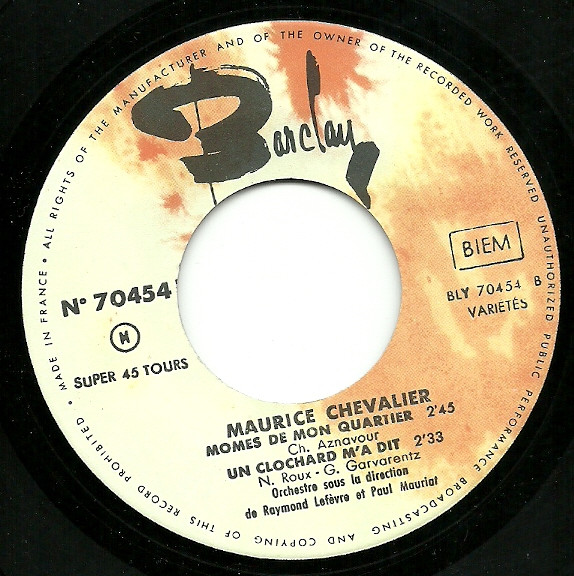 • MADE IN FRANCE • ALL RIGHTS OF THE MANUFACTURER AND OF THE OWNER OF THE RECORDED WORK RESERVED UNAUTHORIZED PUBLIC PERFORMANCE BROADCASTING AND COPYING OF THIS RECORD PROHIBITED
Barclay
BIEM
N° 70454
BLY 70454 B
VARIÉTÉS
M
SUPER 45 TOURS
MAURICE CHEVALIER
MOMES DE MON QUARTIER 2'45
Ch. Aznavour
UN CLOCHARD M'A DIT 2'33
N. Roux - G. Garvarentz
Orchestre sous la direction
de Raymond Lefèvre et Paul Mauriat